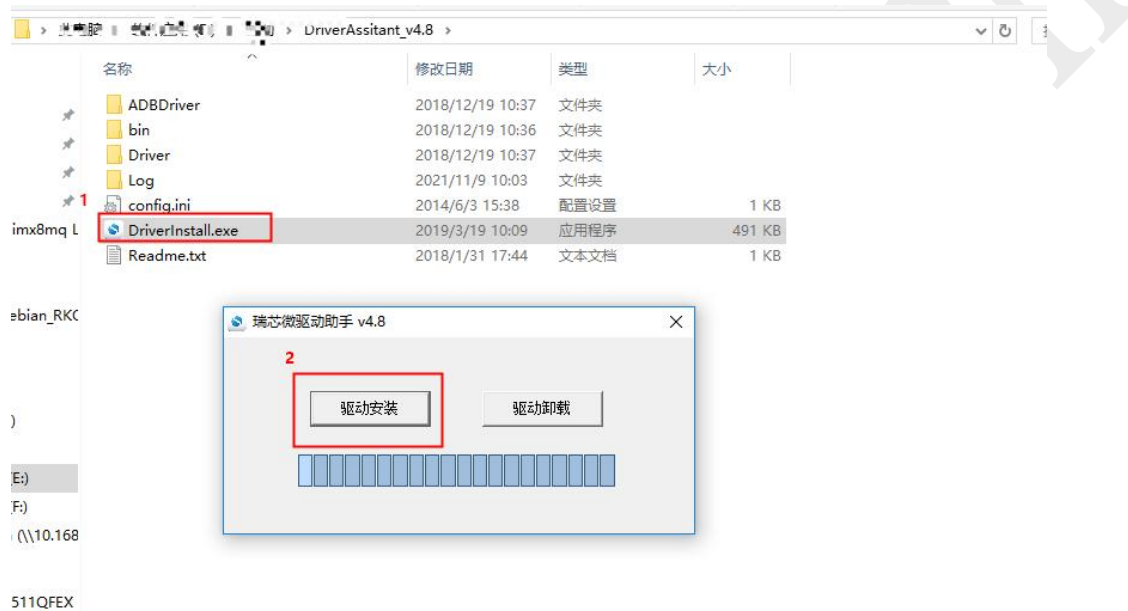 DriverAssitant_v4.8
名称 修改日期 类型 大小
ADBDriver 2018/12/19 10:37 文件夹
bin 2018/12/19 10:36 文件夹
Driver 2018/12/19 10:37 文件夹
Log 2021/11/9 10:03 文件夹
1
config.ini 2014/6/3 15:38 配置设置 1 KB
imx8mq L
DriverInstall.exe 2019/3/19 10:09 应用程序 491 KB
Readme.txt 2018/1/31 17:44 文本文档 1 KB
ebian_RK
瑞芯微驱动助手 v4.8
2
驱动安装 驱动卸载
)
E:)
F:)
(\\10.168
511QFEX